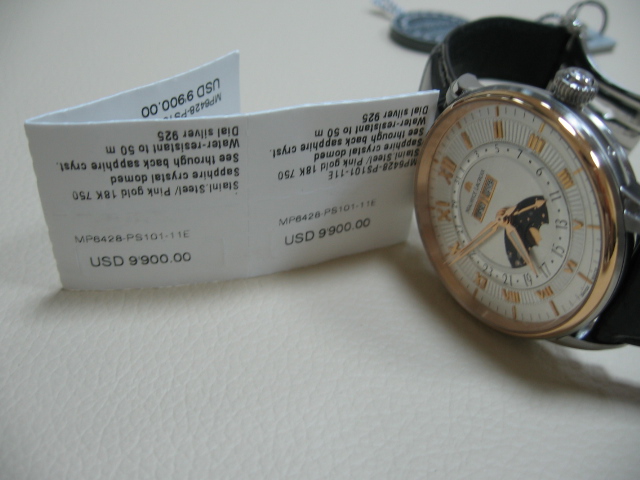 MP6428-PS101-11E
USD 9'900.00
Stainl.Steel/ Pink gold 18K 750
Sapphire crystal domed
See through back sapphire cryst.
Water-resistant to 50 m
Dial silver 925
MP6428-PS101-11E
USD 9'900.00
MP6428-PS101-11E
Stainl.Steel/ Pink gold 18K 750
Sapphire crystal domed
See through back sapphire cryst.
Water-resistant to 50 m
Dial silver 925
MP6428-PS101-11E
USD 9'900.00